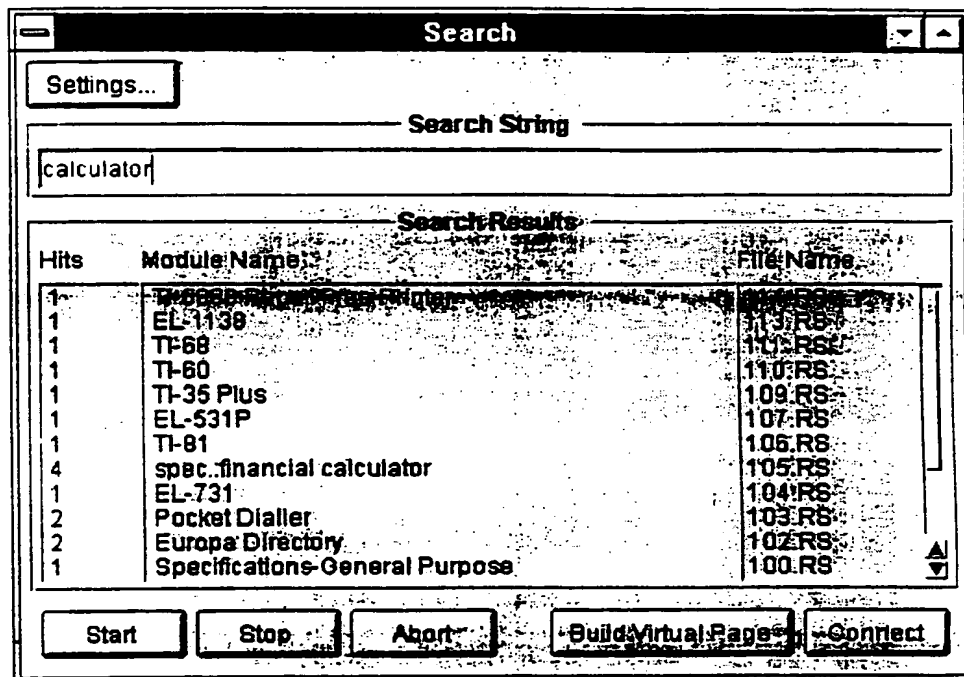 Search
Settings...
Search String
calculator
Search Results
Hits Module Name File Name
1
1 EL-1138 113.RS
1 TI-68 111.RS
1 TI-60 110.RS
1 TI-35 Plus 109.RS
1 EL-531P 107.RS
1 TI-81 106.RS
4 spec. financial calculator 105.RS
1 EL-731 104.RS
2 Pocket Dialler 103.RS
2 Europa Directory 102.RS
1 Specifications-General Purpose 100.RS
Start Stop Abort Build Virtual Page Connect